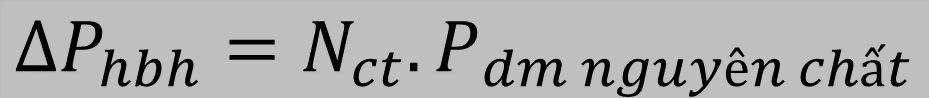 ΔP_hbh = N_ct . P_dm nguyên chất